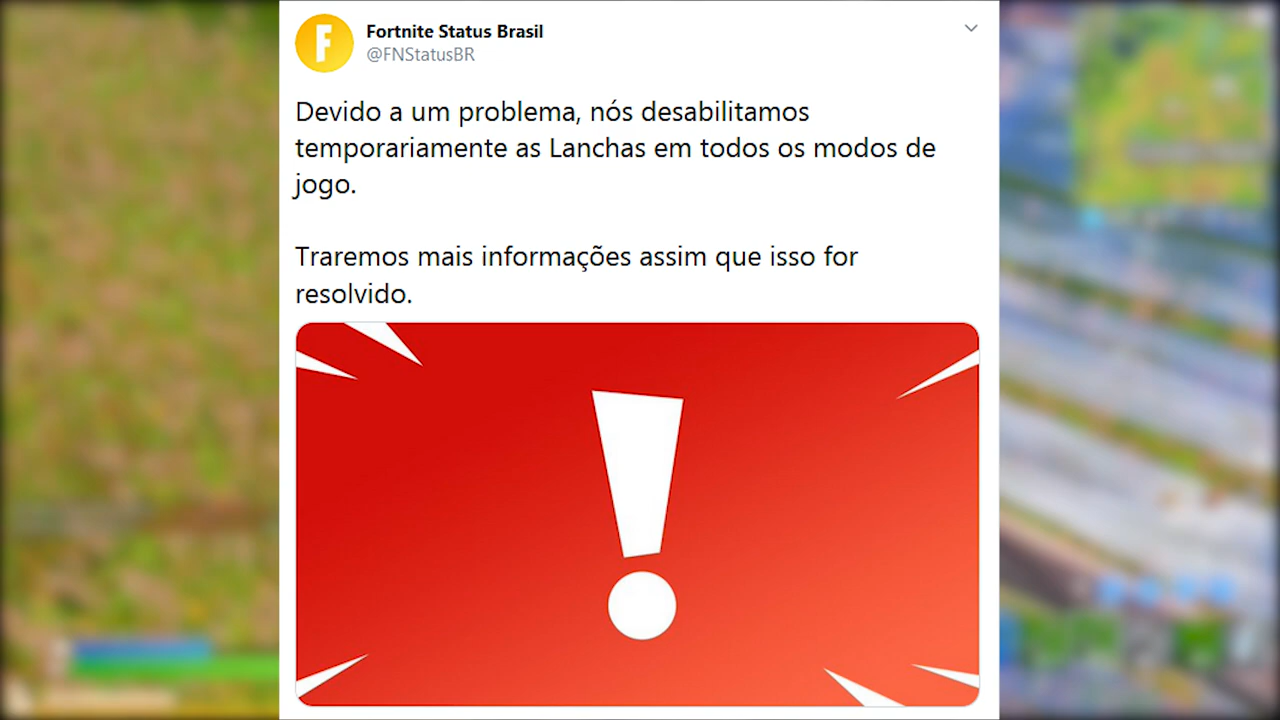 Fortnite Status Brasil
@FNStatusBR
Devido a um problema, nós desabilitamos
temporariamente as Lanchas em todos os modos de
jogo.
Traremos mais informações assim que isso for
resolvido.